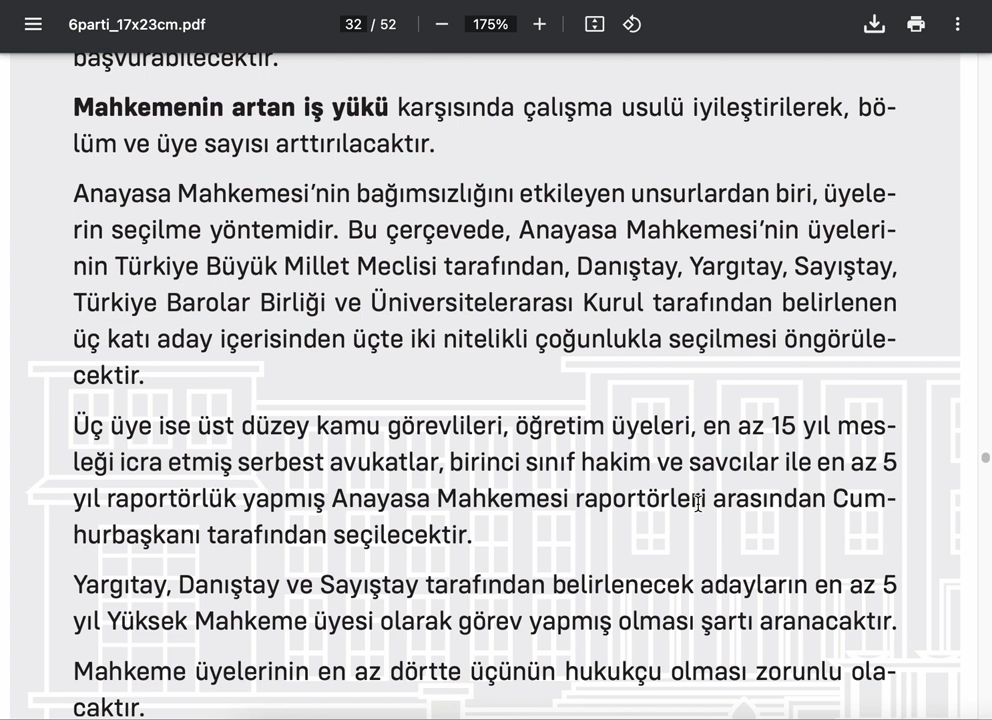 6parti_17x23cm.pdf 32 / 52 175%
başvurabilecektir.
Mahkemenin artan iş yükü karşısında çalışma usulü iyileştirilerek, bö-
lüm ve üye sayısı arttırılacaktır.
Anayasa Mahkemesi’nin bağımsızlığını etkileyen unsurlardan biri, üyele-
rin seçilme yöntemidir. Bu çerçevede, Anayasa Mahkemesi’nin üyeleri-
nin Türkiye Büyük Millet Meclisi tarafından, Danıştay, Yargıtay, Sayıştay,
Türkiye Barolar Birliği ve Üniversitelerarası Kurul tarafından belirlenen
üç katı aday içerisinden üçte iki nitelikli çoğunlukla seçilmesi öngörüle-
cektir.
Üç üye ise üst düzey kamu görevlileri, öğretim üyeleri, en az 15 yıl mes-
leği icra etmiş serbest avukatlar, birinci sınıf hakim ve savcılar ile en az 5
yıl raportörlük yapmış Anayasa Mahkemesi raportörleri arasından Cum-
hurbaşkanı tarafından seçilecektir.
Yargıtay, Danıştay ve Sayıştay tarafından belirlenecek adayların en az 5
yıl Yüksek Mahkeme üyesi olarak görev yapmış olması şartı aranacaktır.
Mahkeme üyelerinin en az dörtte üçünün hukukçu olması zorunlu ola-
caktır.